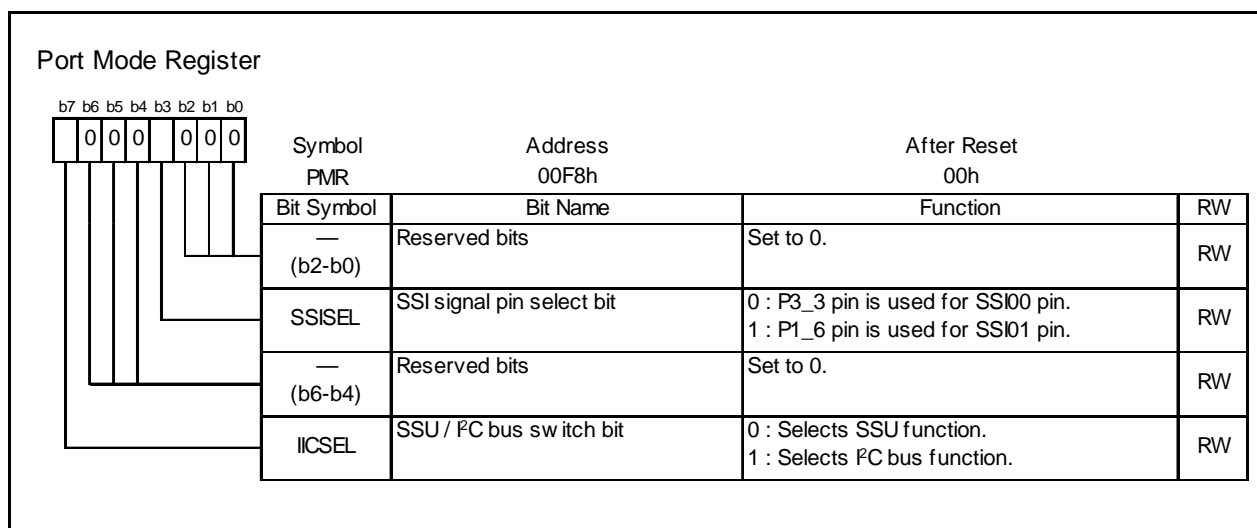 Port Mode Register
b7 b6 b5 b4 b3 b2 b1 b0
0 0 0 0 0 0
Symbol Address After Reset
PMR 00F8h 00h
Bit Symbol Bit Name Function RW
— Reserved bits Set to 0. RW
(b2-b0)
SSISEL SSI signal pin select bit 0 : P3_3 pin is used for SSI00 pin. RW
1 : P1_6 pin is used for SSI01 pin.
— Reserved bits Set to 0. RW
(b6-b4)
IICSEL SSU / I²C bus switch bit 0 : Selects SSU function. RW
1 : Selects I²C bus function.